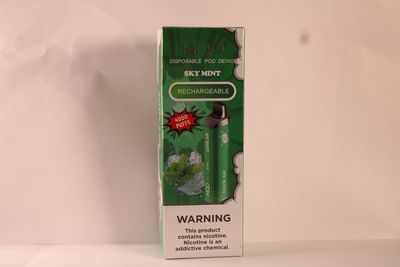 DISPOSABLE POD DEVICE
SKY MINT
RECHARGEABLE
4000
PUFFS
WARNING
This product
contains nicotine.
Nicotine is an
addictive chemical.